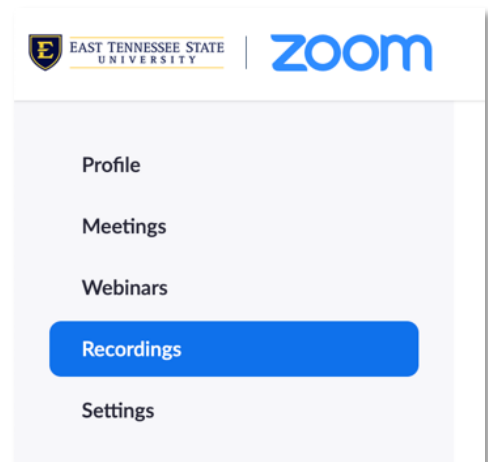 E
EAST TENNESSEE STATE
UNIVERSITY
zoom
Profile
Meetings
Webinars
Recordings
Settings